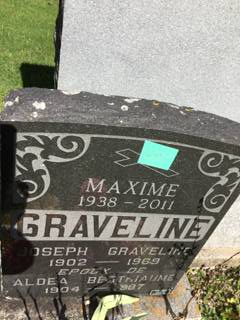 MAXIME
1938 - 2011
GRAVELINE
JOSEPH GRAVELINE
1902 - 1969
EPOUX DE
ALDEA BERTHIAUME
1904